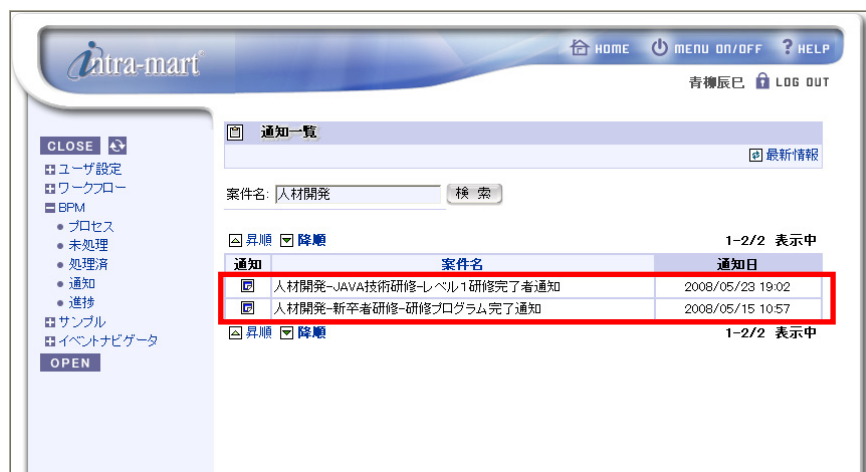 intra-mart
HOME MENU ON/OFF ? HELP
青柳辰巳 LOG OUT
CLOSE
ユーザ設定
ワークフロー
BPM
プロセス
未処理
処理済
通知
進捗
サンプル
イベントナビゲータ
OPEN
通知一覧
最新情報
案件名: 人材開発 検 索
昇順 降順 1-2/2 表示中
通知 案件名 通知日
人材開発-JAVA技術研修-レベル1研修完了者通知 2008/05/23 19:02
人材開発-新卒者研修-研修プログラム完了通知 2008/05/15 10:57
昇順 降順 1-2/2 表示中